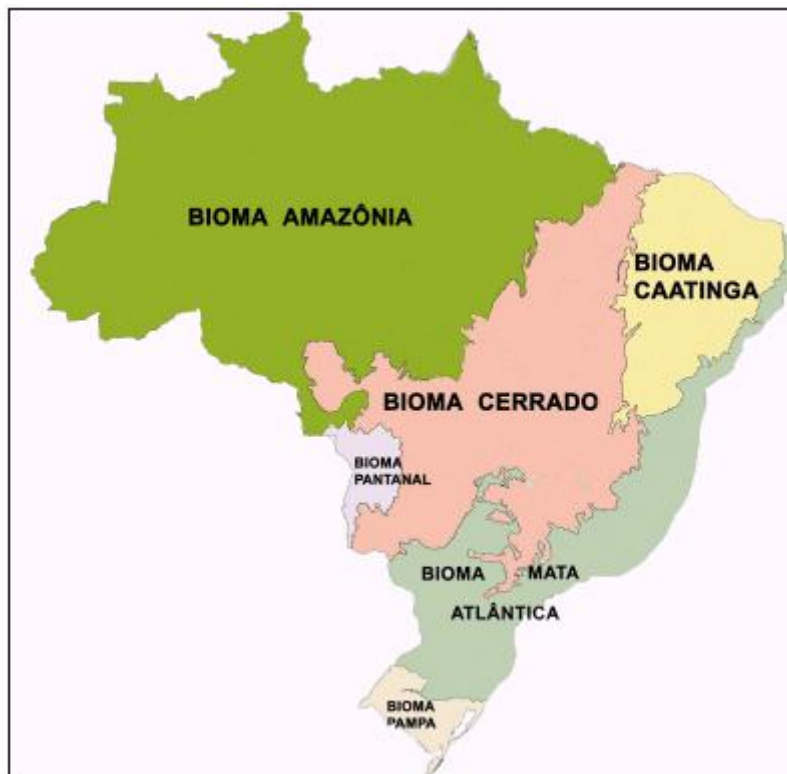 BIOMA AMAZÔNIA
BIOMA
CAATINGA
BIOMA CERRADO
BIOMA
PANTANAL
BIOMA MATA
ATLÂNTICA
BIOMA
PAMPA